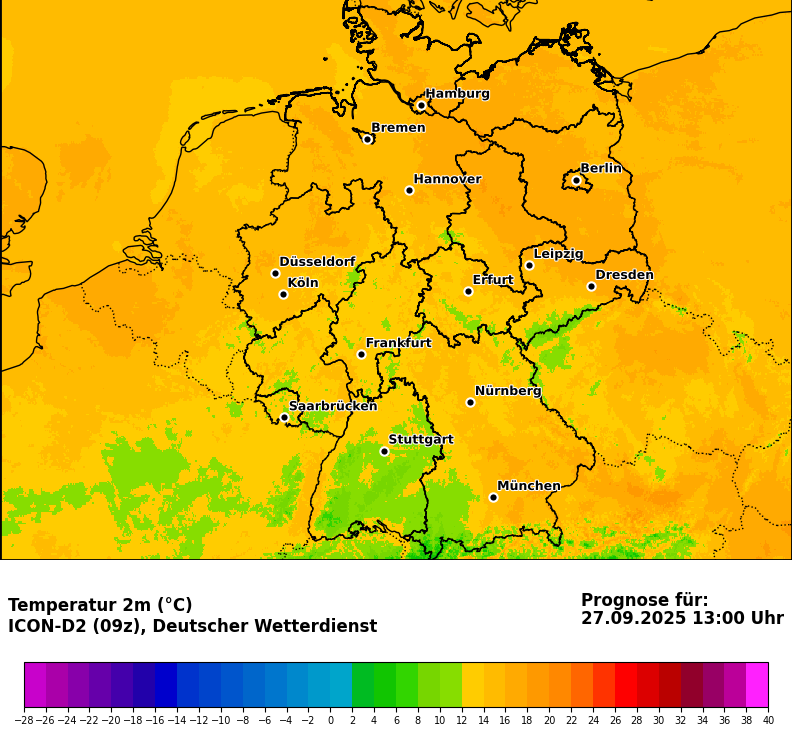 Hamburg
Bremen
Berlin
Hannover
Leipzig
Düsseldorf
Dresden
Köln
Erfurt
Frankfurt
Nürnberg
Saarbrücken
Stuttgart
München
Temperatur 2m (°C)
ICON-D2 (09z), Deutscher Wetterdienst
Prognose für:
27.09.2025 13:00 Uhr
−28 −26 −24 −22 −20 −18 −16 −14 −12 −10 −8 −6 −4 −2 0 2 4 6 8 10 12 14 16 18 20 22 24 26 28 30 32 34 36 38 40